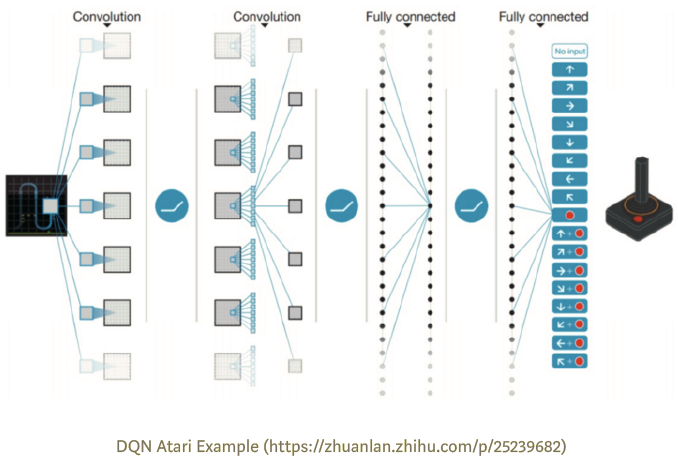 Convolution
Convolution
Fully connected
Fully connected
No input
+
+
+
+
+
+
+
+
DQN Atari Example (https://zhuanlan.zhihu.com/p/25239682)